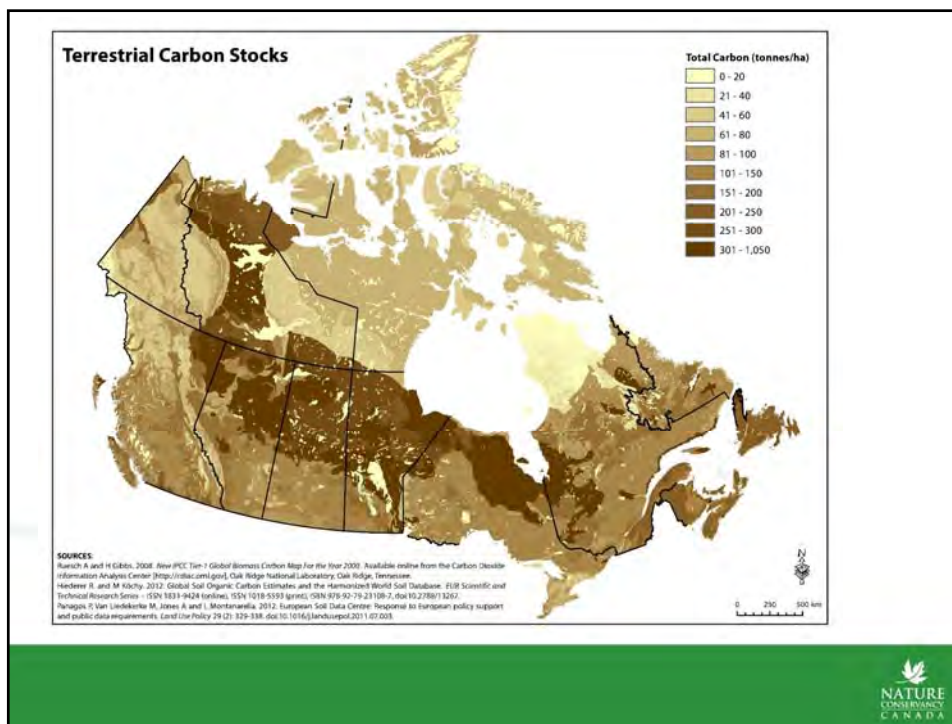 Terrestrial Carbon Stocks
Total Carbon (tonnes/ha)
0 - 20
21 - 40
41 - 60
61 - 80
81 - 100
101 - 150
151 - 200
201 - 250
251 - 300
301 - 1,050
SOURCES:
Ruesch A and H Gibbs. 2008. New IPCC Tier-1 Global Biomass Carbon Map For the Year 2000. Available online from the Carbon Dioxide
Information Analysis Center [http://cdiac.ornl.gov], Oak Ridge National Laboratory, Oak Ridge, Tennessee.
Hiederer R. and M Köchy. 2012. Global Soil Organic Carbon Estimates and the Harmonized World Soil Database. EUR Scientific and
Technical Research Series – ISSN 1831-9424 (online), ISSN 1018-5593 (print), ISBN 978-92-79-23108-7, doi:10.2788/13267.
Panagos P, Van Liedekerke M, Jones A and L Montanarella. 2012. European Soil Data Centre: Response to European policy support
and public data requirements. Land Use Policy 29 (2): 329-338. doi:10.1016/j.landusepol.2011.07.003.
N
0 250 500 km
NATURE
CONSERVANCY
CANADA